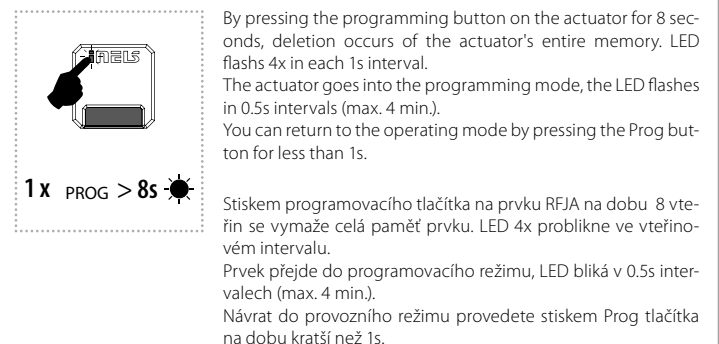 iNELS
1 x PROG > 8s
By pressing the programming button on the actuator for 8 sec-
onds, deletion occurs of the actuator's entire memory. LED
flashs 4x in each 1s interval.
The actuator goes into the programming mode, the LED flashes
in 0.5s intervals (max. 4 min.).
You can return to the operating mode by pressing the Prog but-
ton for less than 1s.
Stiskem programovacího tlačítka na prvku RFJA na dobu 8 vte-
řin se vymaže celá paměť prvku. LED 4x problikne ve vteřino-
vém intervalu.
Prvek přejde do programovacího režimu, LED bliká v 0.5s inter-
valech (max. 4 min.).
Návrat do provozního režimu provedete stiskem Prog tlačítka
na dobu kratší než 1s.